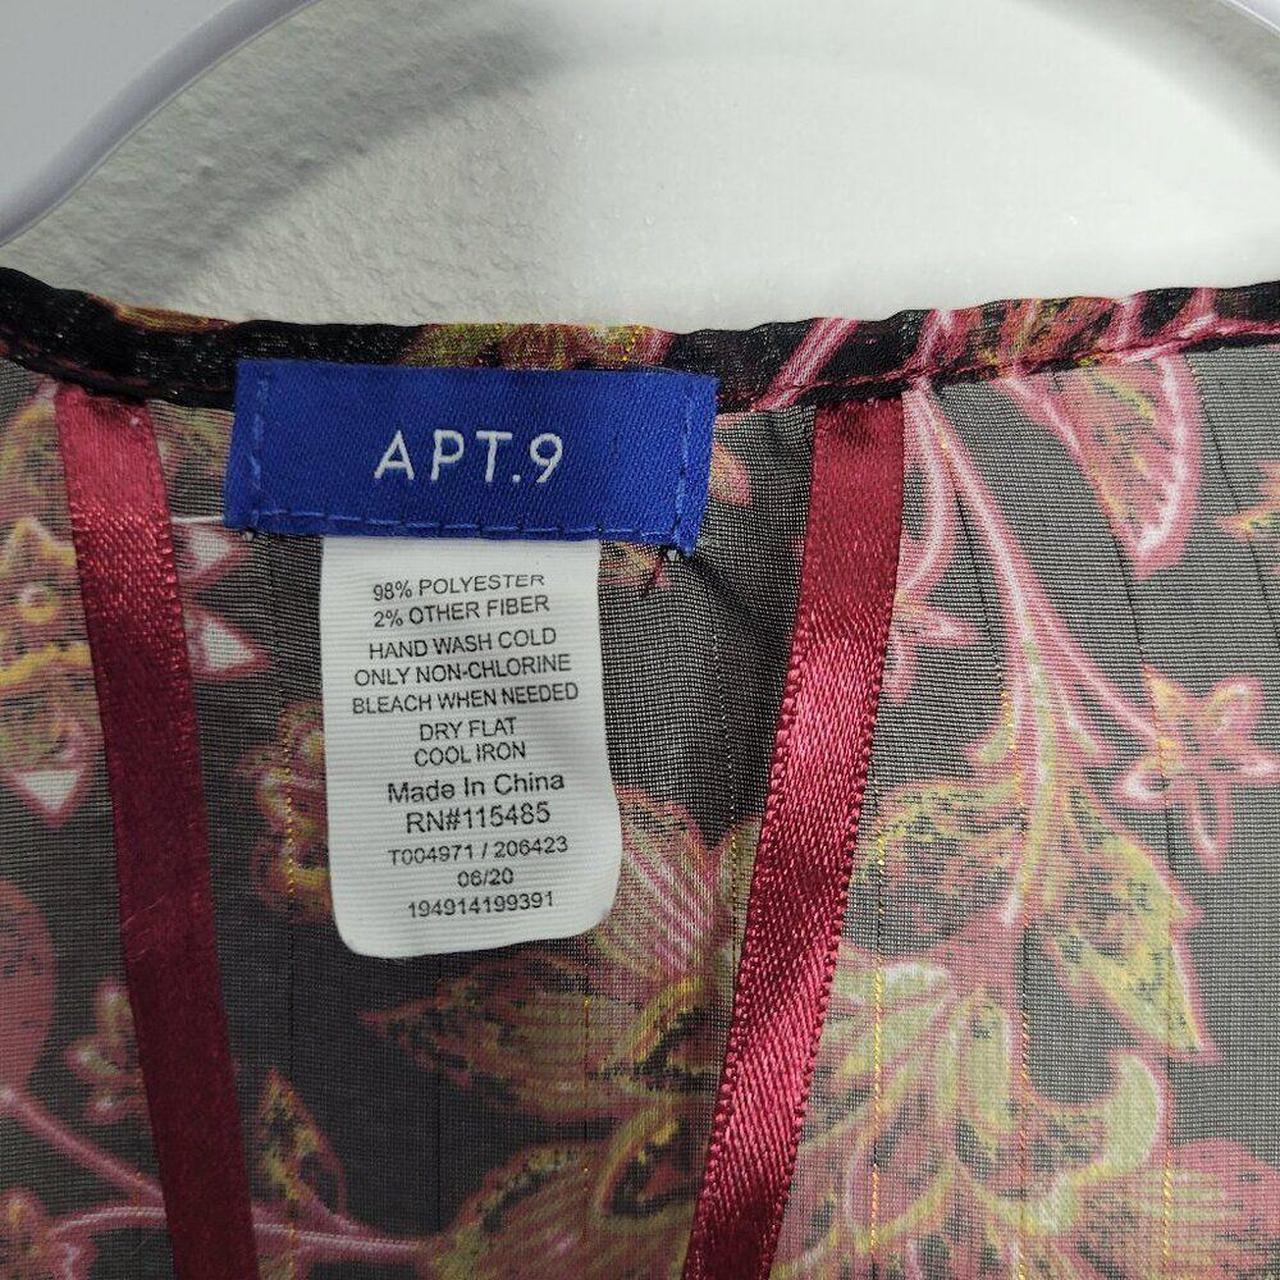 APT.9
98% POLYESTER
2% OTHER FIBER
HAND WASH COLD
ONLY NON-CHLORINE
BLEACH WHEN NEEDED
DRY FLAT
COOL IRON
Made In China
RN#115485
T004971 / 206423
06/20
194914199391